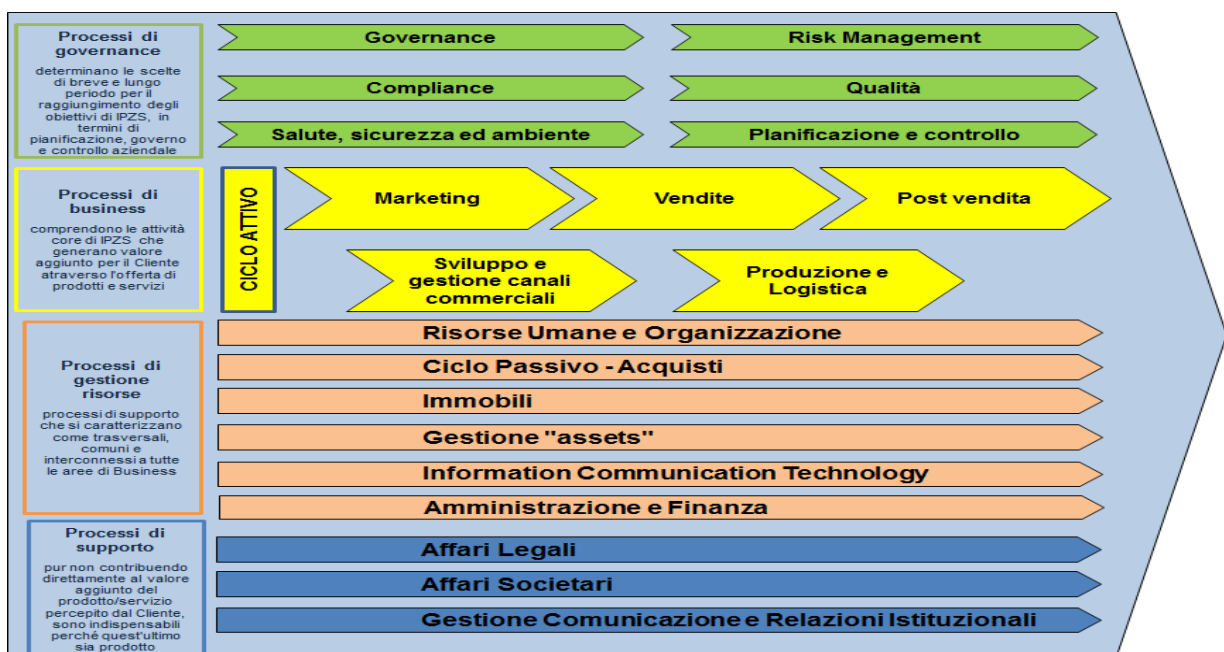 Processi di
governance
determinano le scelte
di breve e lungo
periodo per il
raggiungimento degli
obiettivi di IPZS, in
termini di
pianificazione, governo
e controllo aziendale
Governance
Risk Management
Compliance
Qualità
Salute, sicurezza ed ambiente
Pianificazione e controllo
Processi di
business
comprendono le attività
core di IPZS che
generano valore
aggiunto per il Cliente
atraverso l'offerta di
prodotti e servizi
CICLO ATTIVO
Marketing
Vendite
Post vendita
Sviluppo e
gestione canali
commerciali
Produzione e
Logistica
Processi di
gestione
risorse
processi di supporto
che si caratterizzano
come trasversali,
comuni e
interconnessi a tutte
le aree di Business
Risorse Umane e Organizzazione
Ciclo Passivo - Acquisti
Immobili
Gestione "assets"
Information Communication Technology
Amministrazione e Finanza
Processi di
supporto
pur non contribuendo
direttamente al valore
aggiunto del
prodotto/servizio
percepito dal Cliente,
sono indispensabili
perché quest'ultimo
sia prodotto
Affari Legali
Affari Societari
Gestione Comunicazione e Relazioni Istituzionali